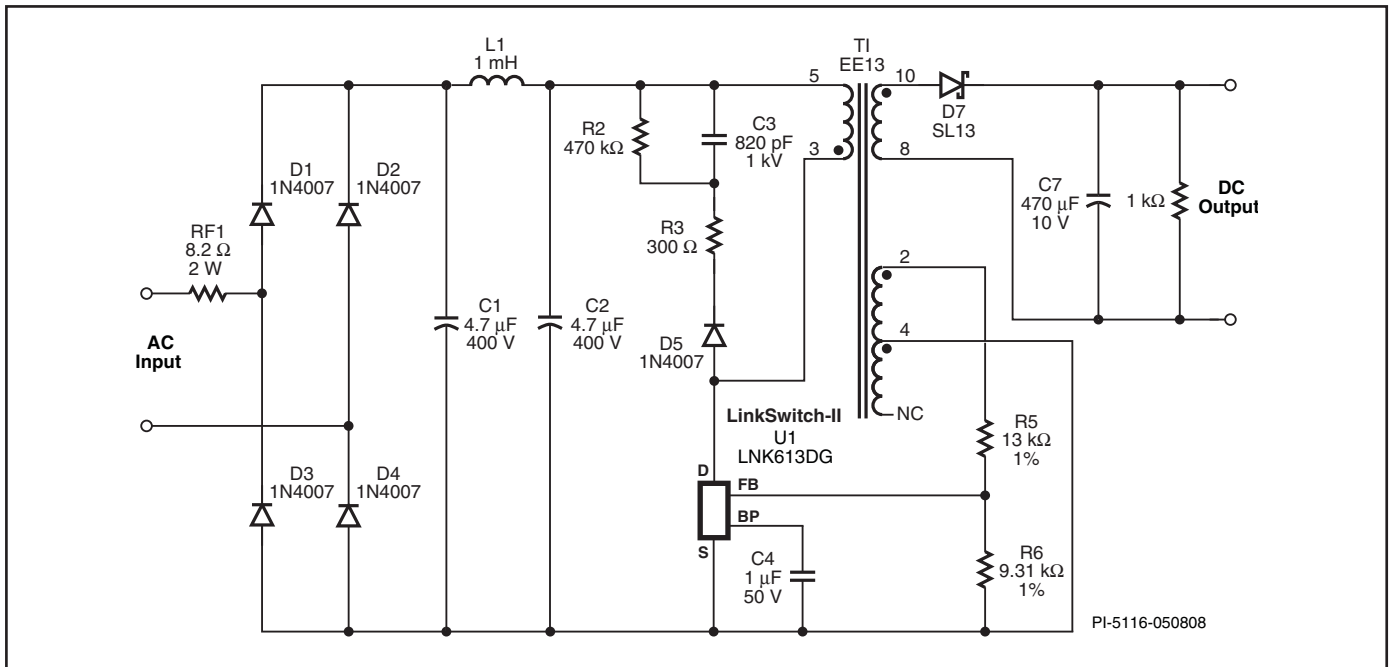 L1
1 mH
TI
EE13
5
10
D7
SL13
R2
470 kΩ
C3
820 pF
1 kV
3
8
D1
1N4007
D2
1N4007
C7
470 μF
10 V
1 kΩ
DC
Output
RF1
8.2 Ω
2 W
R3
300 Ω
2
C1
4.7 μF
400 V
C2
4.7 μF
400 V
AC
Input
D5
1N4007
4
NC
LinkSwitch-II
U1
LNK613DG
R5
13 kΩ
1%
D3
1N4007
D4
1N4007
D
FB
BP
S
C4
1 μF
50 V
R6
9.31 kΩ
1%
PI-5116-050808